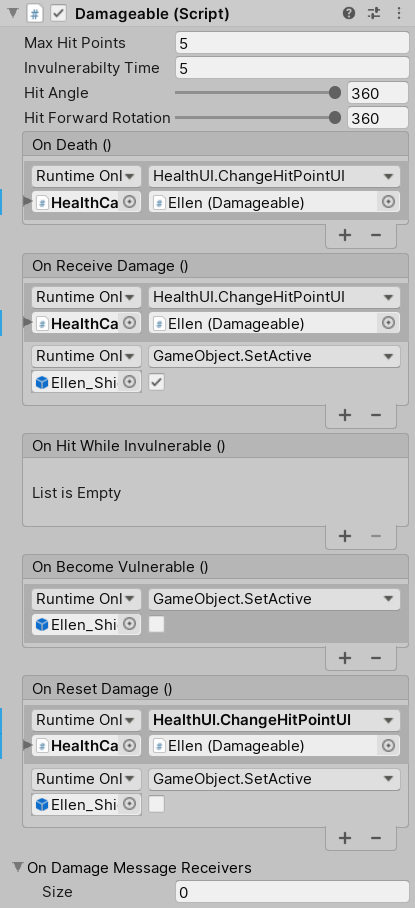 Damageable (Script)
Max Hit Points 5
Invulnerabilty Time 5
Hit Angle 360
Hit Forward Rotation 360
On Death ()
Runtime Onl HealthUI.ChangeHitPointUI
HealthCa Ellen (Damageable)
On Receive Damage ()
Runtime Onl HealthUI.ChangeHitPointUI
HealthCa Ellen (Damageable)
Runtime Onl GameObject.SetActive
Ellen_Shi
On Hit While Invulnerable ()
List is Empty
On Become Vulnerable ()
Runtime Onl GameObject.SetActive
Ellen_Shi
On Reset Damage ()
Runtime Onl HealthUI.ChangeHitPointUI
HealthCa Ellen (Damageable)
Runtime Onl GameObject.SetActive
Ellen_Shi
On Damage Message Receivers
Size 0